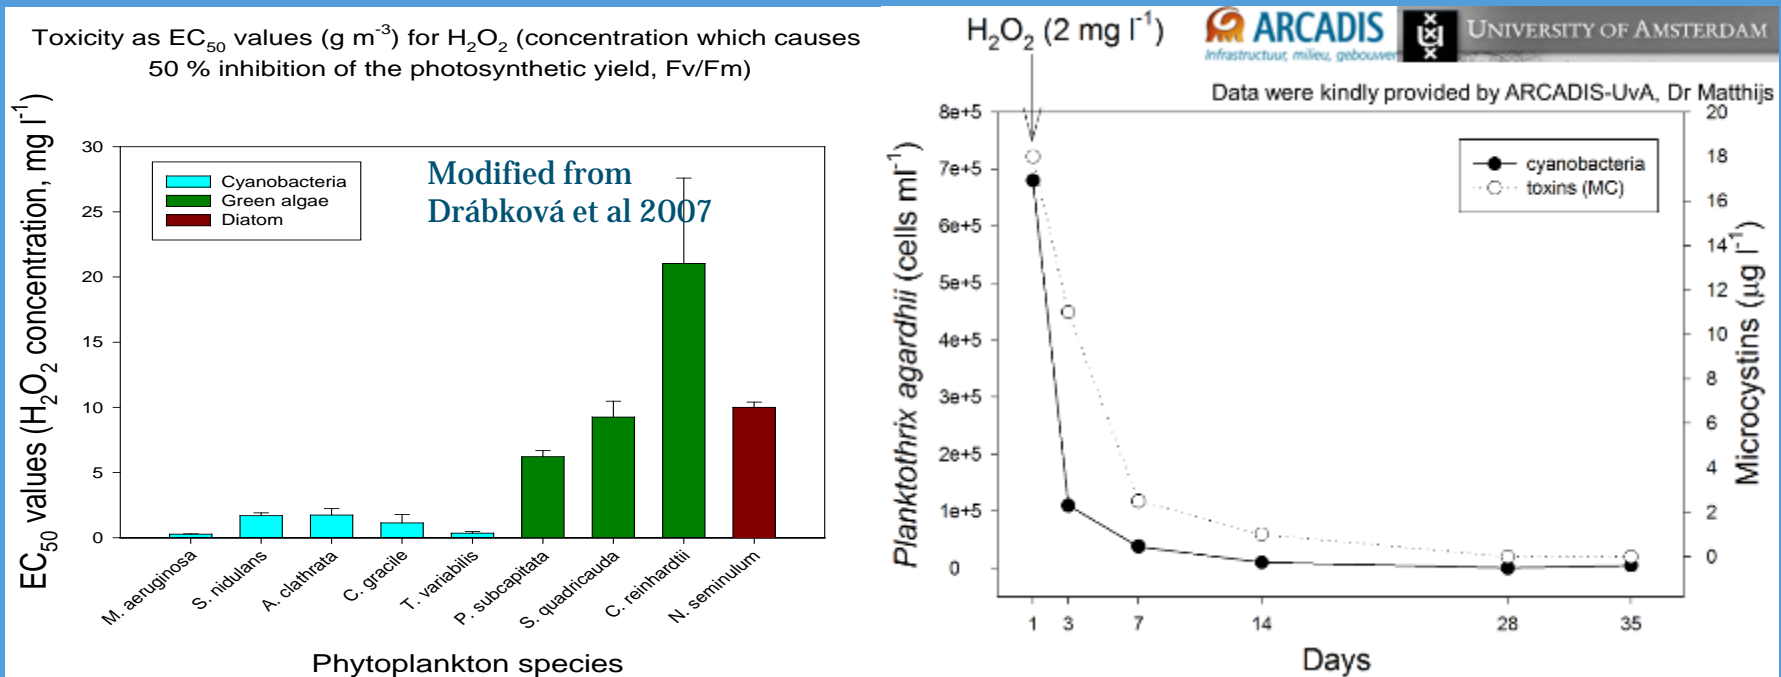 Toxicity as EC50 values (g m-3) for H2O2 (concentration which causes
50 % inhibition of the photosynthetic yield, Fv/Fm)
EC50 values (H2O2 concentration, mg l-1)
30
25
20
15
10
5
0
Cyanobacteria
Green algae
Diatom
Modified from
Drábková et al 2007
M. aeruginosa
S. nidulans
A. clathrata
C. gracile
T. variabilis
P. subcapitata
S. quadricauda
C. reinhardtii
N. seminulum
Phytoplankton species
H2O2 (2 mg l-1)
ARCADIS
Infrastructuur, milieu, gebouwen
UNIVERSITY OF AMSTERDAM
Data were kindly provided by ARCADIS-UvA, Dr Matthijs
Planktothrix agardhii (cells ml-1)
8e+5
7e+5
6e+5
5e+5
4e+5
3e+5
2e+5
1e+5
0
cyanobacteria
toxins (MC)
20
18
16
14
12
10
8
6
4
2
0
Microcystins (µg l-1)
1 3 7 14 28 35
Days